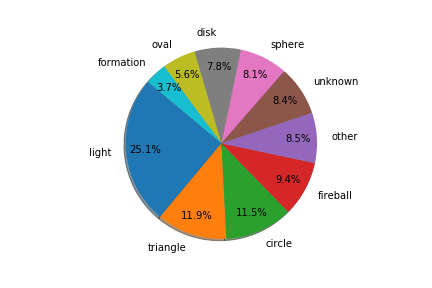 disk
sphere
oval
7.8%
formation
5.6%
8.1%
unknown
3.7%
8.4%
other
8.5%
light
25.1%
9.4%
fireball
11.9%
11.5%
triangle
circle